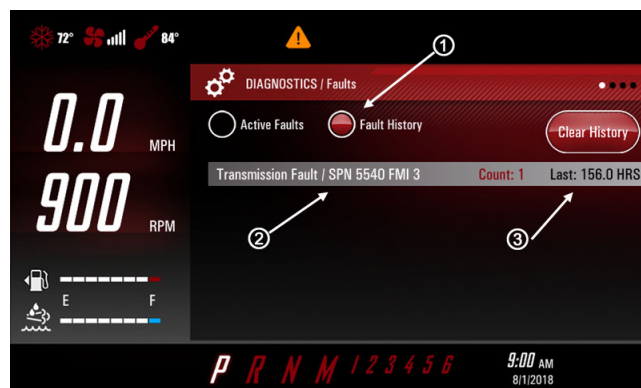 72° 84°
1
DIAGNOSTICS / Faults
Active Faults Fault History Clear History
0.0 MPH
Transmission Fault / SPN 5540 FMI 3 Count: 1 Last: 156.0 HRS
900 RPM
2 3
E F
P R N M 1 2 3 4 5 6
9:00 AM
8/1/2018